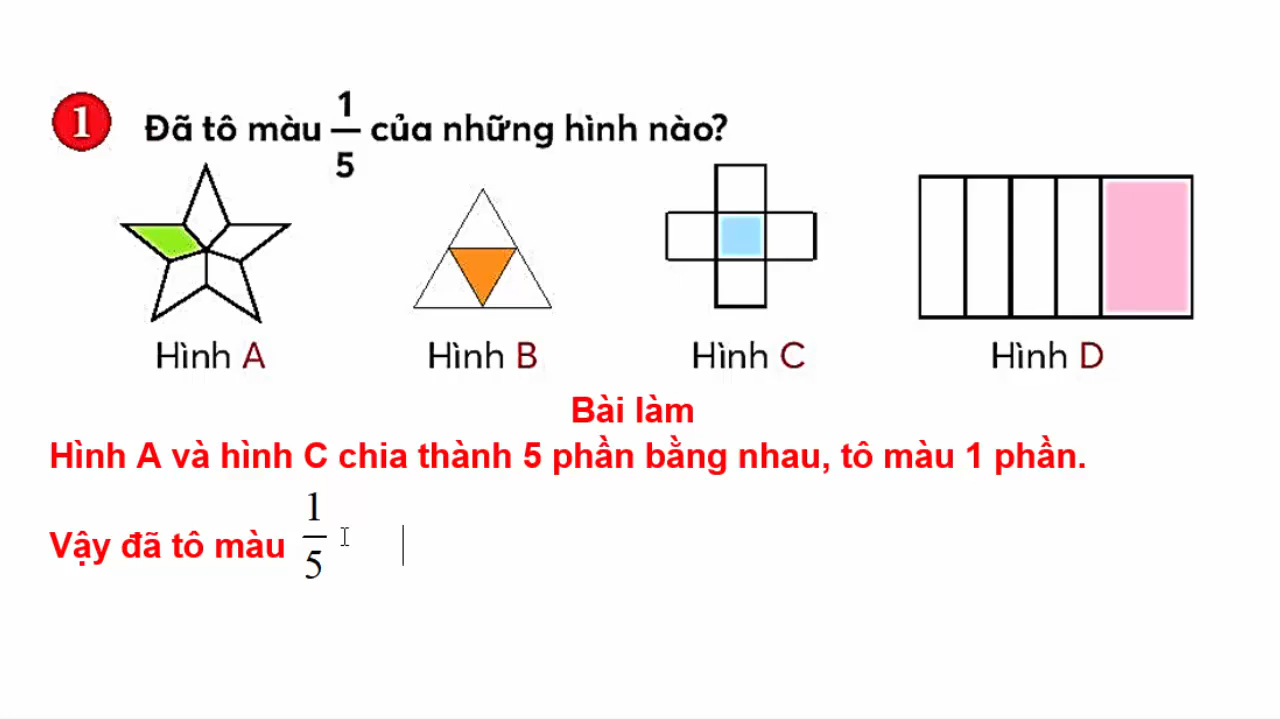 1 Đã tô màu 1/5 của những hình nào?
Hình A Hình B Hình C Hình D
Bài làm
Hình A và hình C chia thành 5 phần bằng nhau, tô màu 1 phần.
Vậy đã tô màu 1/5